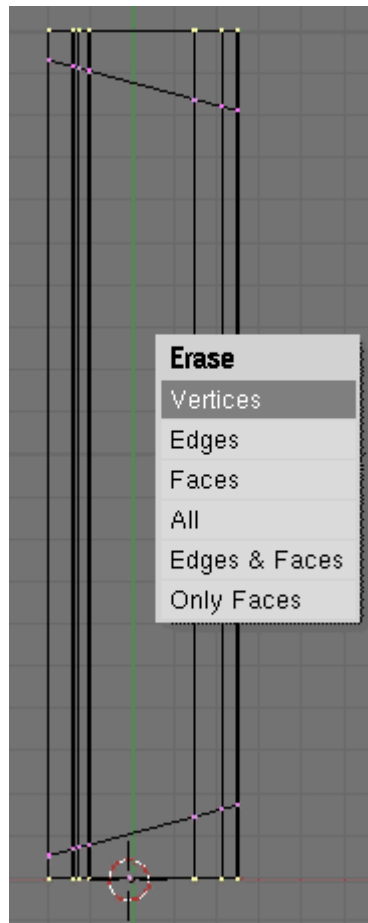 Erase
Vertices
Edges
Faces
All
Edges & Faces
Only Faces